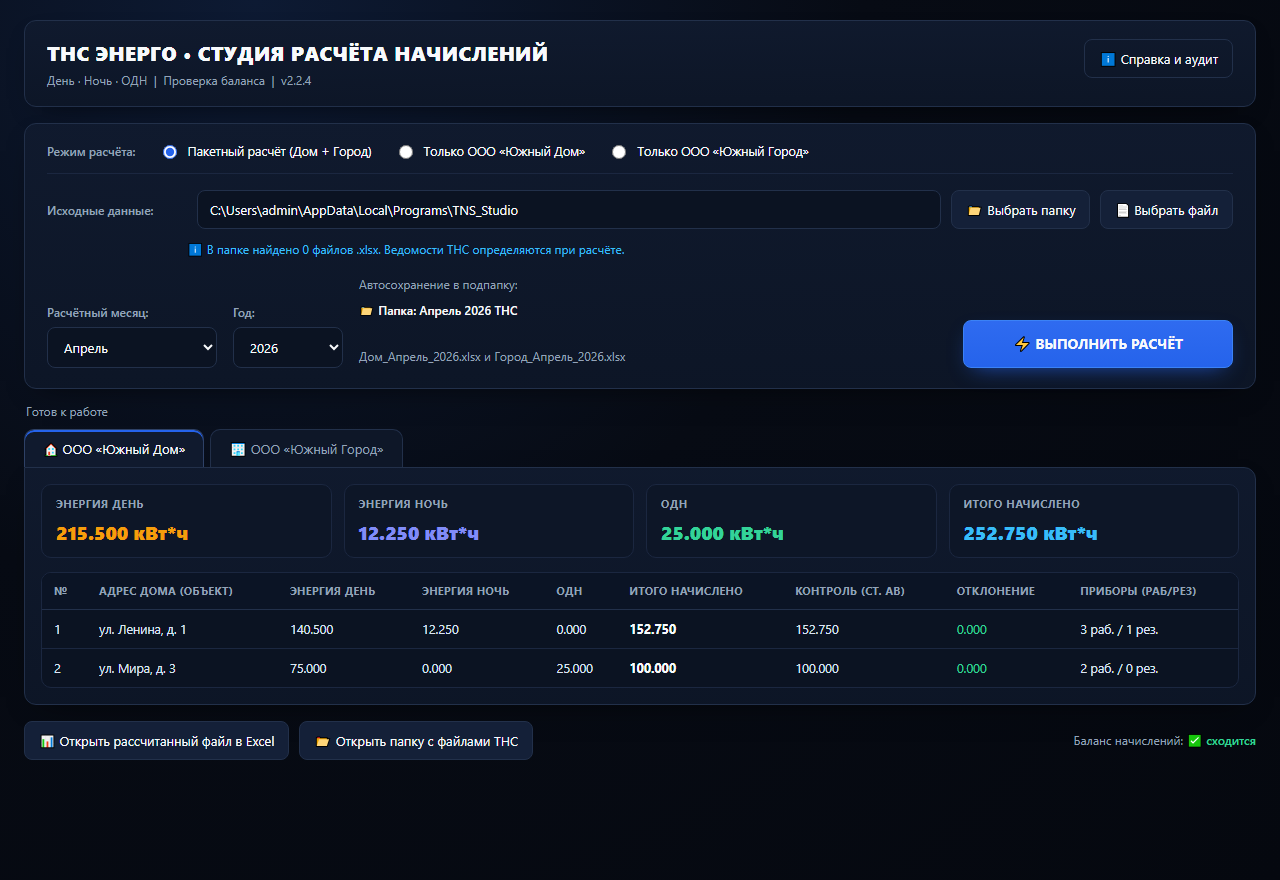 ТНС ЭНЕРГО • СТУДИЯ РАСЧЁТА НАЧИСЛЕНИЙ
День · Ночь · ОДН | Проверка баланса | v2.2.4
Справка и аудит
Режим расчёта: Пакетный расчёт (Дом + Город) Только ООО «Южный Дом» Только ООО «Южный Город»
Исходные данные: C:\Users\admin\AppData\Local\Programs\TNS_Studio Выбрать папку Выбрать файл
В папке найдено 0 файлов .xlsx. Ведомости ТНС определяются при расчёте.
Автосохранение в подпапку:
Расчётный месяц: Год: Папка: Апрель 2026 ТНС
Апрель 2026 Дом_Апрель_2026.xlsx и Город_Апрель_2026.xlsx ВЫПОЛНИТЬ РАСЧЁТ
Готов к работе
ООО «Южный Дом» ООО «Южный Город»
ЭНЕРГИЯ ДЕНЬ ЭНЕРГИЯ НОЧЬ ОДН ИТОГО НАЧИСЛЕНО
215.500 кВт*ч 12.250 кВт*ч 25.000 кВт*ч 252.750 кВт*ч
№ АДРЕС ДОМА (ОБЪЕКТ) ЭНЕРГИЯ ДЕНЬ ЭНЕРГИЯ НОЧЬ ОДН ИТОГО НАЧИСЛЕНО КОНТРОЛЬ (СТ. AB) ОТКЛОНЕНИЕ ПРИБОРЫ (РАБ/РЕЗ)
1 ул. Ленина, д. 1 140.500 12.250 0.000 152.750 152.750 0.000 3 раб. / 1 рез.
2 ул. Мира, д. 3 75.000 0.000 25.000 100.000 100.000 0.000 2 раб. / 0 рез.
Открыть рассчитанный файл в Excel Открыть папку с файлами ТНС Баланс начислений: сходится